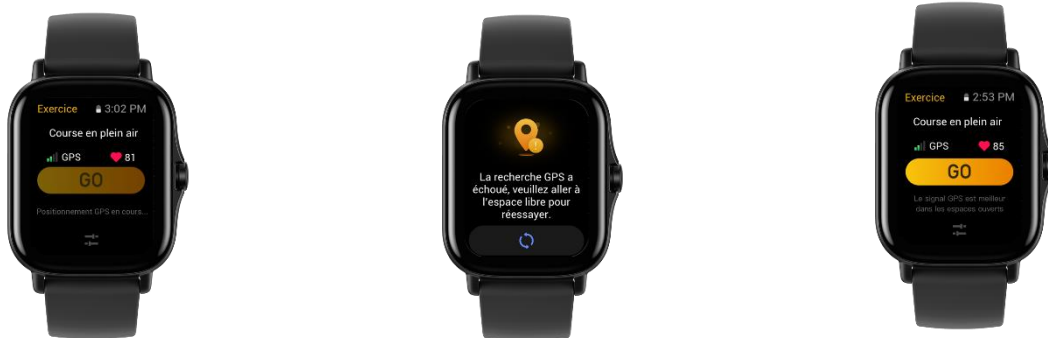 Exercice 3:02 PM
Course en plein air
GPS 81
GO
Positionnement GPS en cours...
La recherche GPS a
échoué, veuillez aller à
l'espace libre pour
réessayer.
Exercice 2:53 PM
Course en plein air
GPS 85
GO
Le signal GPS est meilleur
dans les espaces ouverts